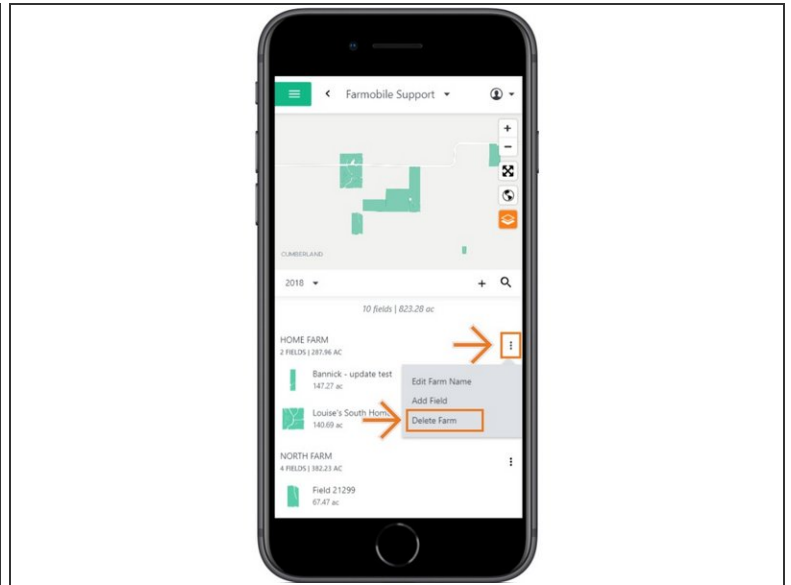 Farmobile Support
+
−
CUMBERLAND
2018
+
10 fields | 823.28 ac
HOME FARM
2 FIELDS | 287.96 AC
Bannick - update test
147.27 ac
Edit Farm Name
Add Field
Louise's South Hom
140.69 ac
Delete Farm
NORTH FARM
4 FIELDS | 382.23 AC
Field 21299
67.47 ac